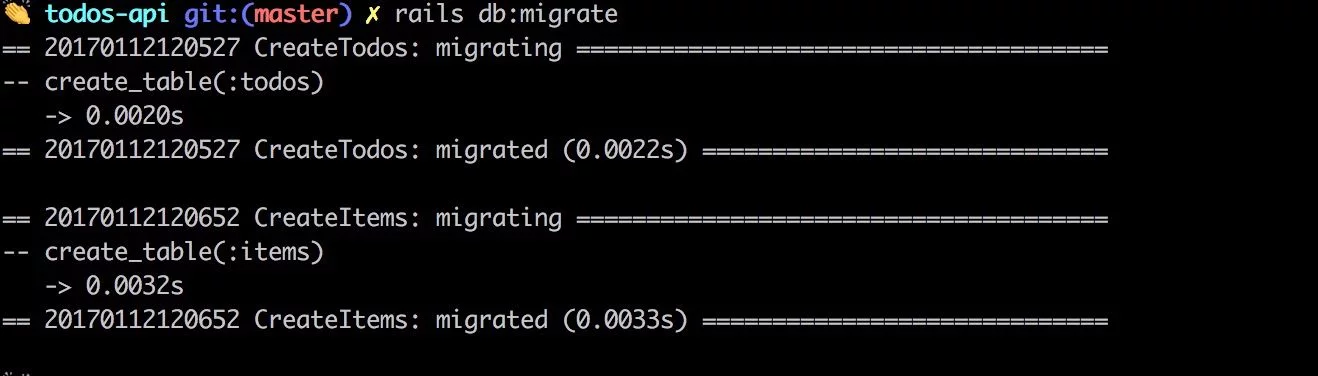 👏 todos-api git:(master) ✗ rails db:migrate
== 20170112120527 CreateTodos: migrating ======================================
-- create_table(:todos)
   -> 0.0020s
== 20170112120527 CreateTodos: migrated (0.0022s) =============================
== 20170112120652 CreateItems: migrating ======================================
-- create_table(:items)
   -> 0.0032s
== 20170112120652 CreateItems: migrated (0.0033s) =============================